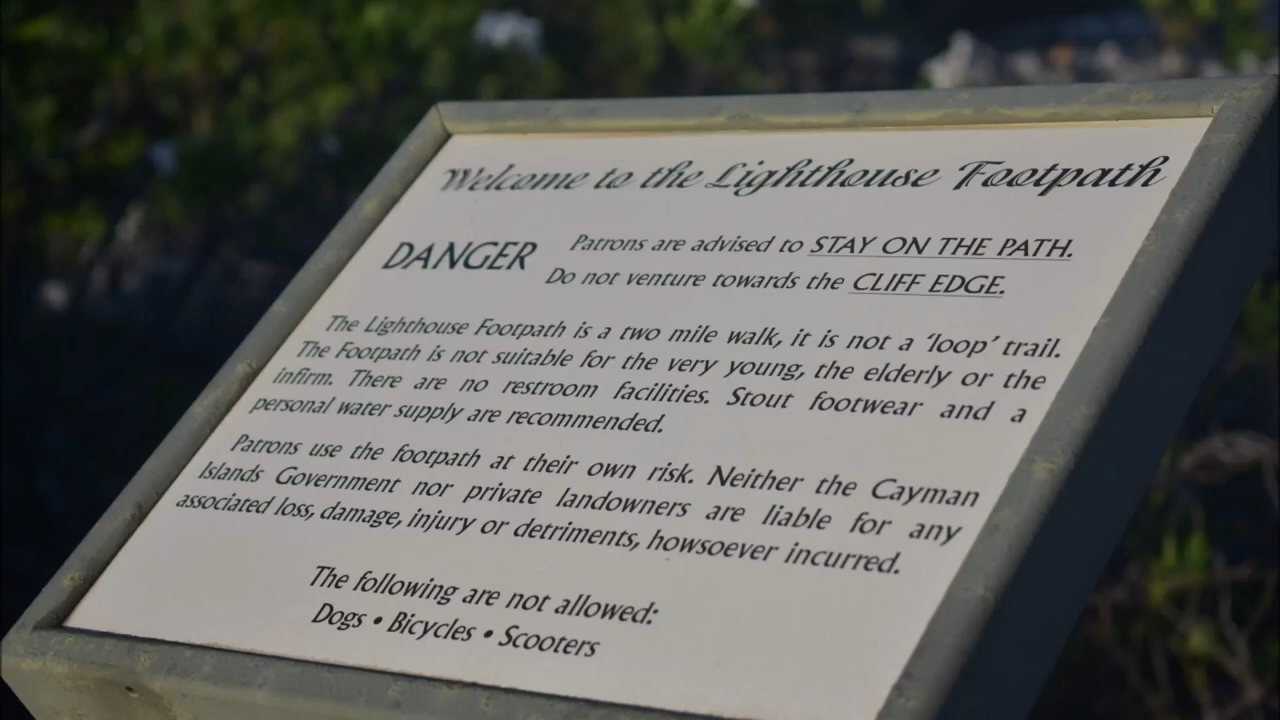 Welcome to the Lighthouse Footpath
DANGER
Patrons are advised to STAY ON THE PATH.
Do not venture towards the CLIFF EDGE.
The Lighthouse Footpath is a two mile walk, it is not a 'loop' trail.
The Footpath is not suitable for the very young, the elderly or the
infirm. There are no restroom facilities. Stout footwear and a
personal water supply are recommended.
Patrons use the footpath at their own risk. Neither the Cayman
Islands Government nor private landowners are liable for any
associated loss, damage, injury or detriments, howsoever incurred.
The following are not allowed:
Dogs • Bicycles • Scooters